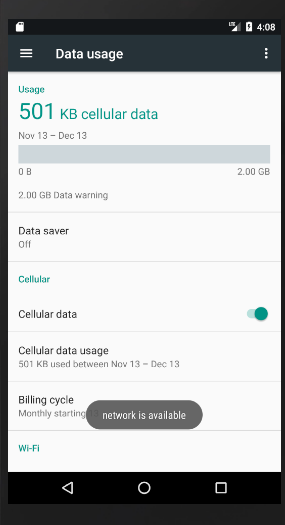 LTE 4:08
Data usage
Usage
501 KB cellular data
Nov 13 – Dec 13
0 B 2.00 GB
2.00 GB Data warning
Data saver
Off
Cellular
Cellular data
Cellular data usage
501 KB used between Nov 13 – Dec 13
Billing cycle
Monthly starting
network is available
Wi-Fi